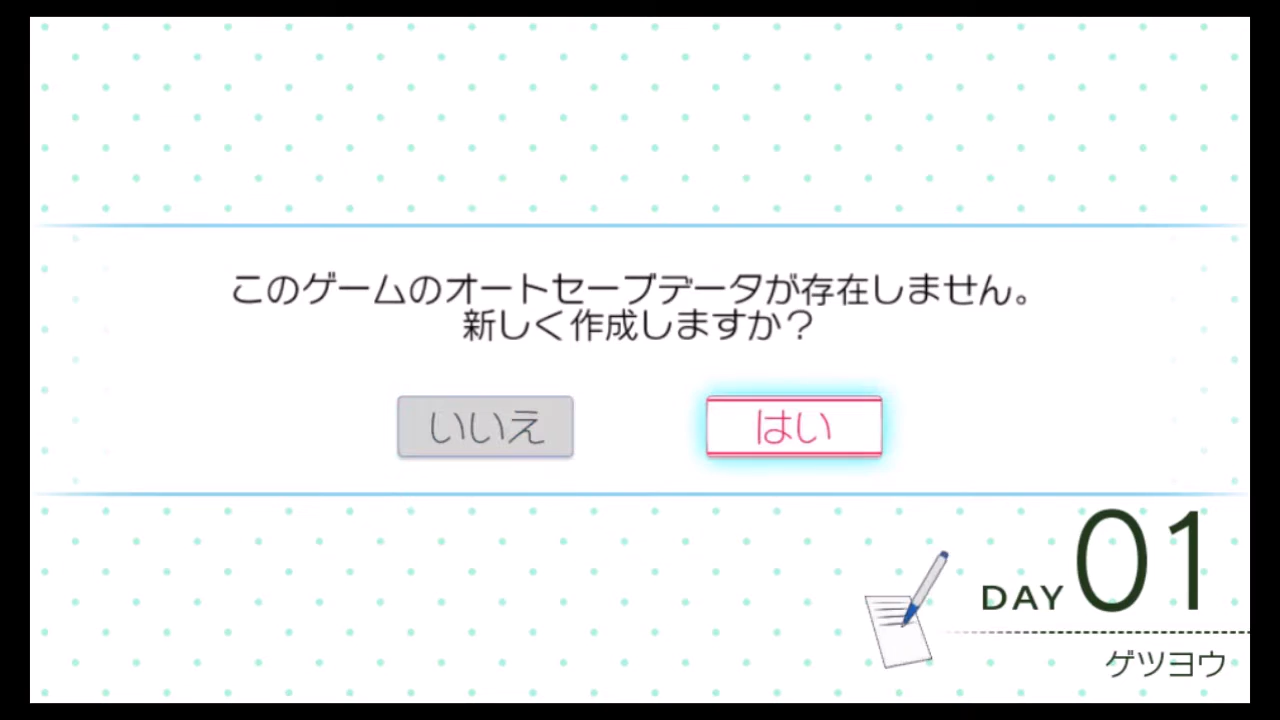 このゲームのオートセーブデータが存在しません。
新しく作成しますか？
いいえ
はい
DAY 01
ゲツヨウ